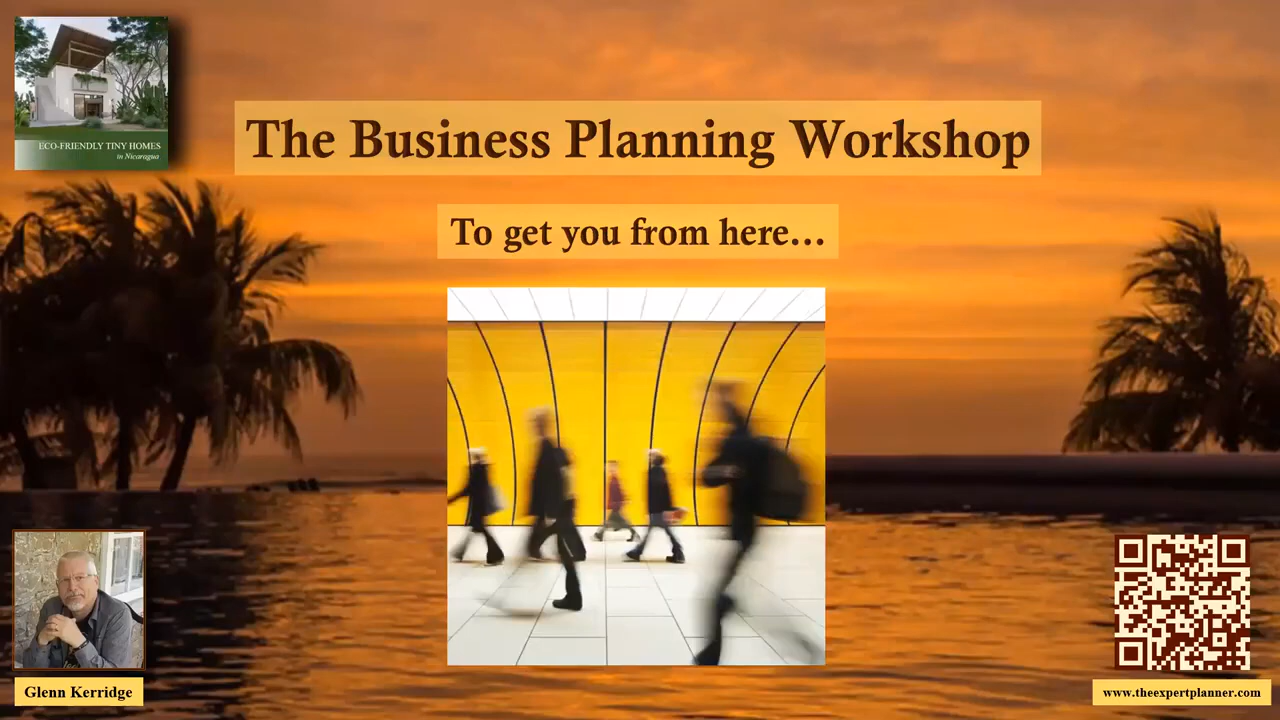 ECO-FRIENDLY TINY HOMES
in Nicaragua
The Business Planning Workshop
To get you from here...
Glenn Kerridge
www.theexpertplanner.com